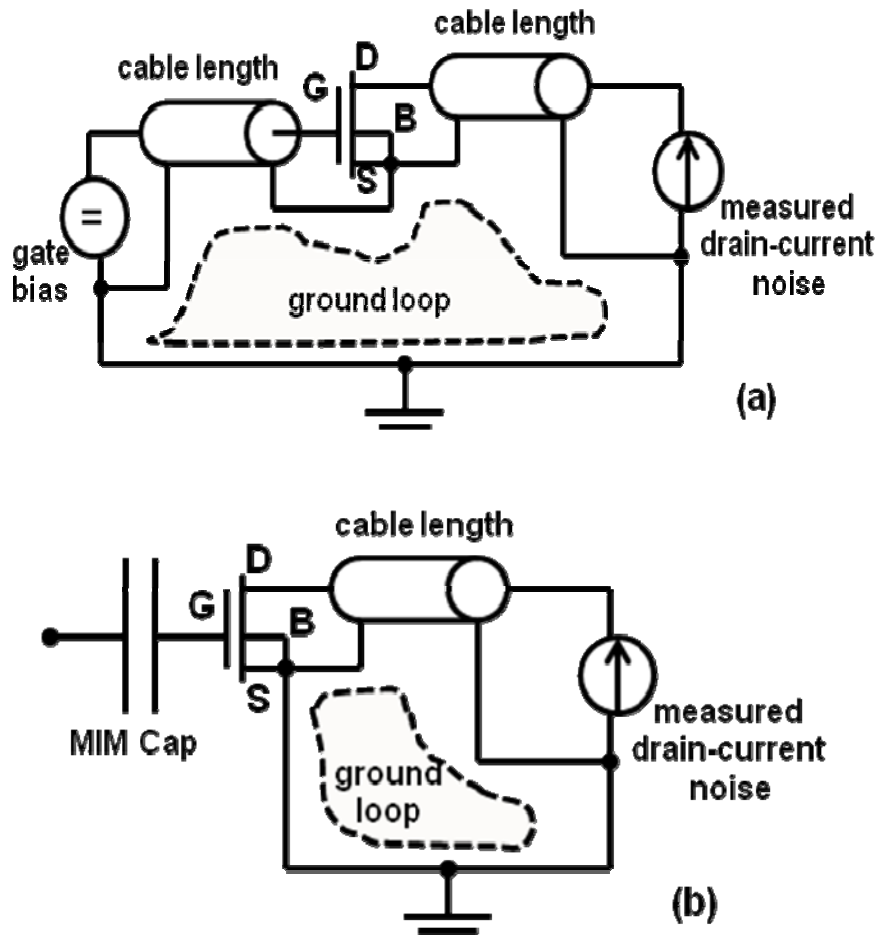 cable length
cable length
D
G
B
S
=
gate
bias
measured
drain-current
noise
ground loop
(a)
cable length
D
G
B
S
MIM Cap
measured
drain-current
noise
ground
loop
(b)